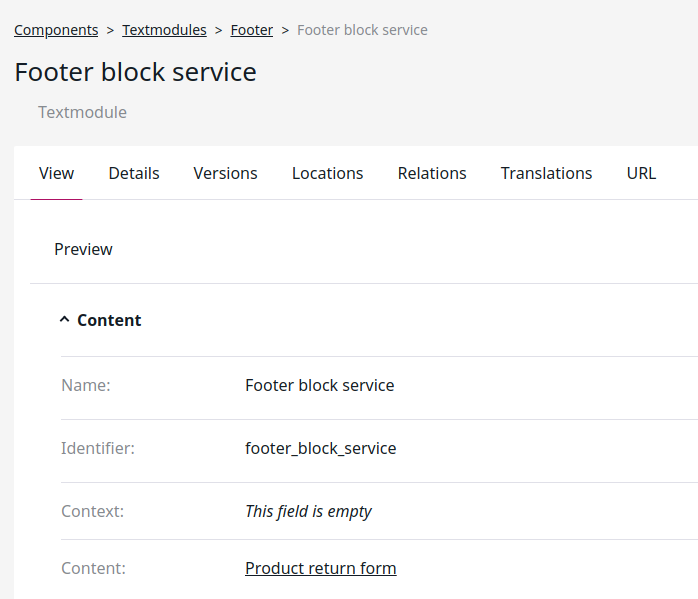 Components > Textmodules > Footer > Footer block service
Footer block service
Textmodule
View Details Versions Locations Relations Translations URL
Preview
Content
Name: Footer block service
Identifier: footer_block_service
Context: This field is empty
Content: Product return form